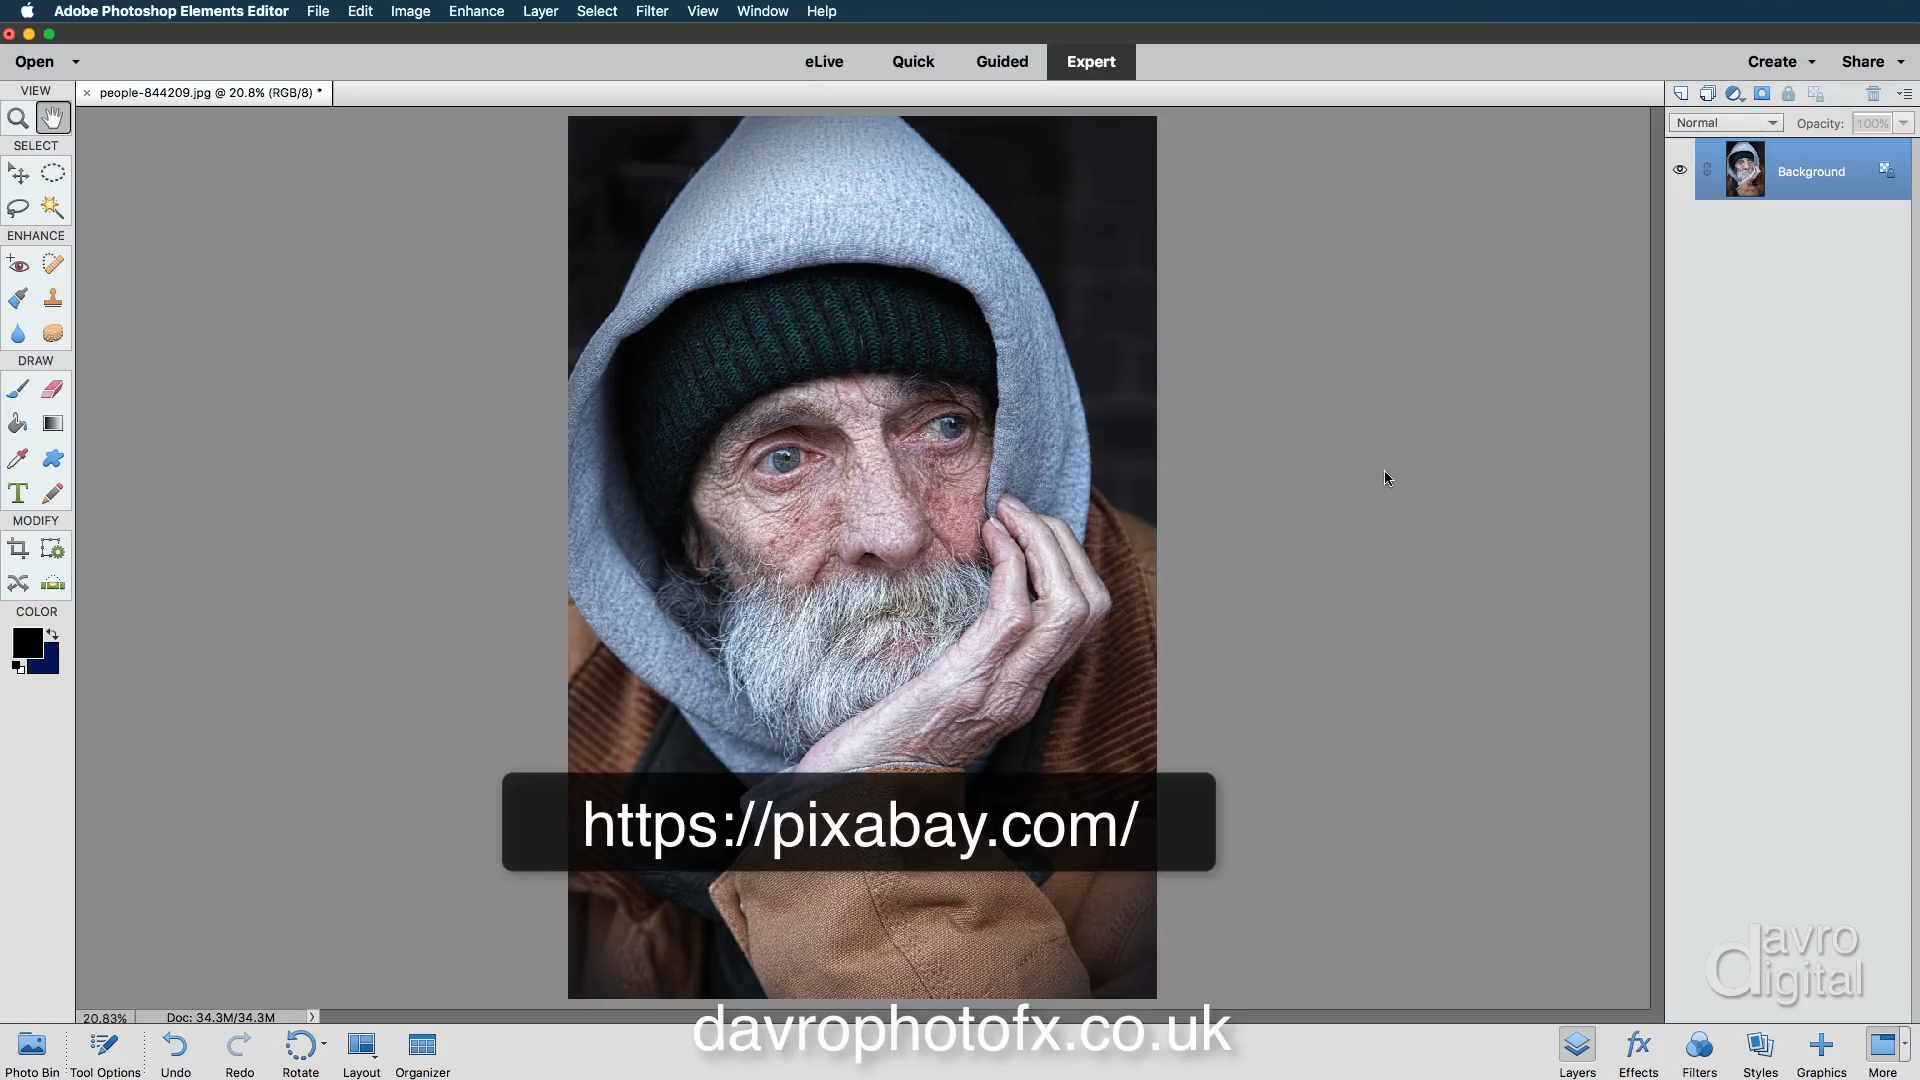 Adobe Photoshop Elements Editor File Edit Image Enhance Layer Select Filter View Window Help
Open eLive Quick Guided Expert Create Share
VIEW
× people-844209.jpg @ 20.8% (RGB/8) *
Normal Opacity: 100%
SELECT
Background
ENHANCE
DRAW
T
MODIFY
COLOR
https://pixabay.com/
davro
digital
20.83% Doc: 34.3M/34.3M
davrophotofx.co.uk
fx
Photo Bin Tool Options Undo Redo Rotate Layout Organizer Layers Effects Filters Styles Graphics More